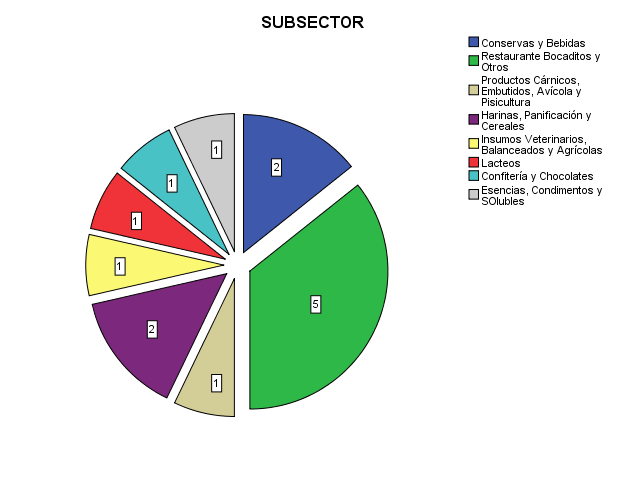 SUBSECTOR
Conservas y Bebidas
Restaurante Bocaditos y
Otros
Productos Cárnicos,
Embutidos, Avícola y
Pisicultura
Harinas, Panificación y
Cereales
Insumos Veterinarios,
Balanceados y Agrícolas
Lacteos
Confitería y Chocolates
Esencias, Condimentos y
SOlubles
1
2
1
1
1
5
2
1